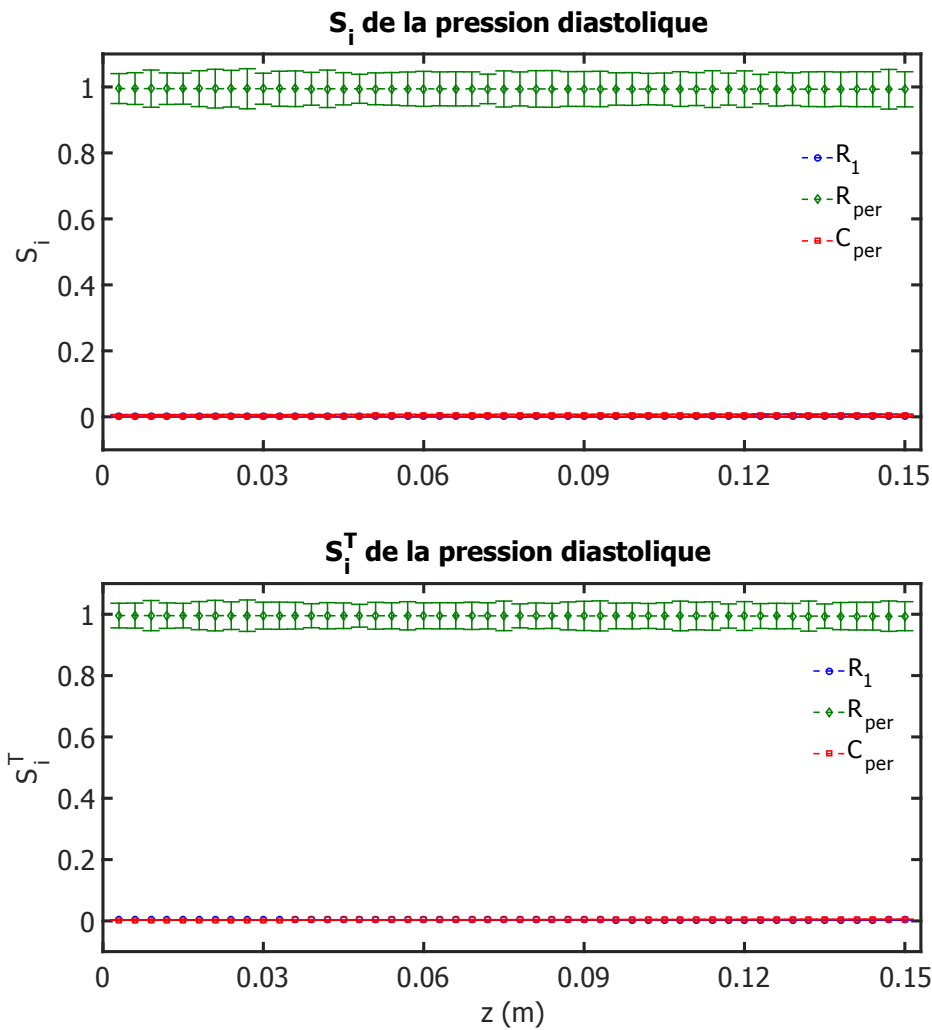 S_i de la pression diastolique
1
0.8
0.6
0.4
0.2
0
S_i
R_1
R_per
C_per
0 0.03 0.06 0.09 0.12 0.15
S_i^T de la pression diastolique
1
0.8
0.6
0.4
0.2
0
S_i^T
R_1
R_per
C_per
0 0.03 0.06 0.09 0.12 0.15
z (m)